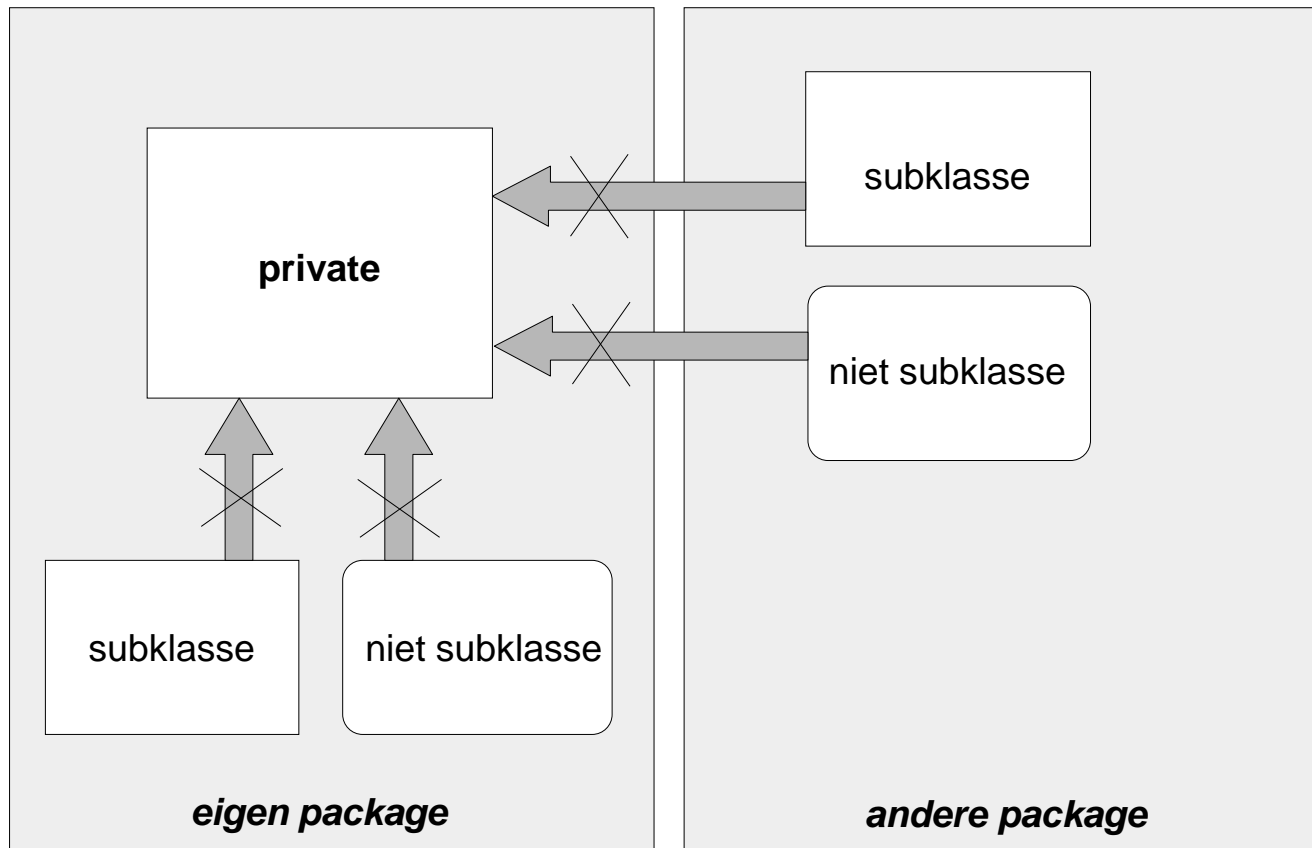 private
subklasse
niet subklasse
eigen package
subklasse
niet subklasse
andere package